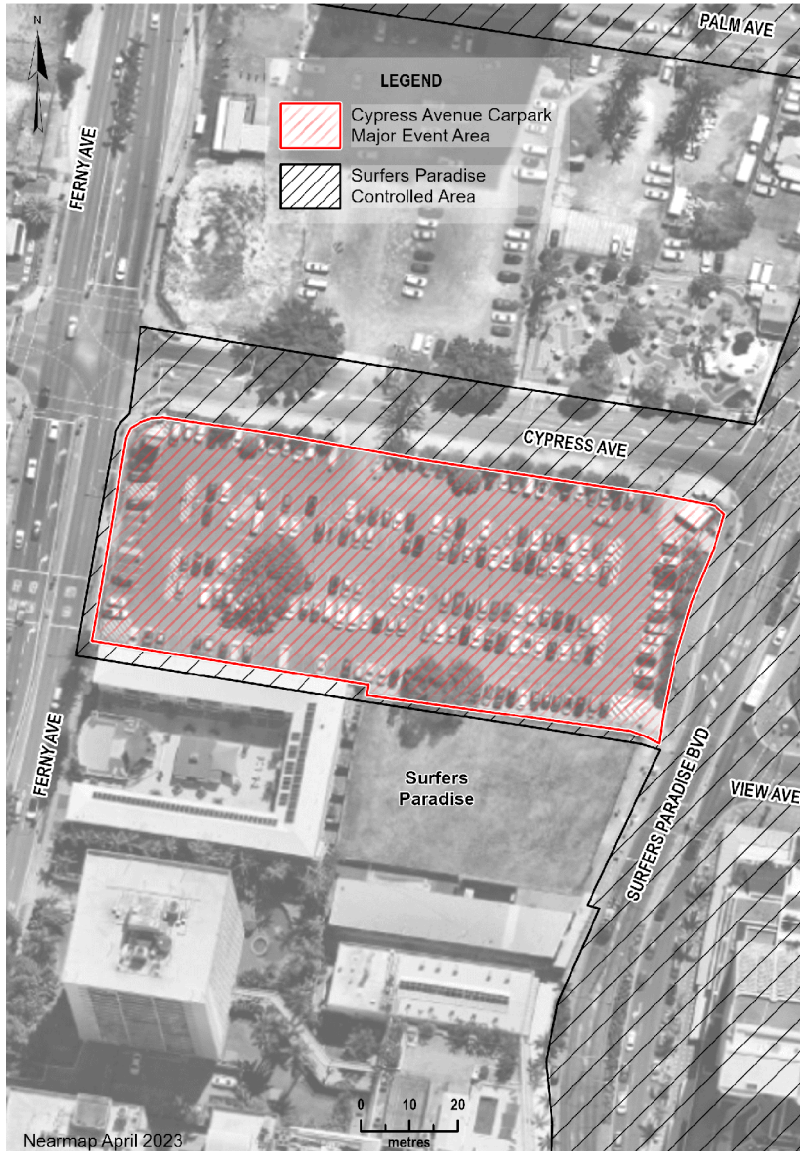 PALM AVE
N
LEGEND
Cypress Avenue Carpark
Major Event Area
Surfers Paradise
Controlled Area
FERNY AVE
CYPRESS AVE
FERNY AVE
Surfers
Paradise
SURFERS PARADISE BVD
VIEW AVE
0 10 20
metres
Nearmap April 2023